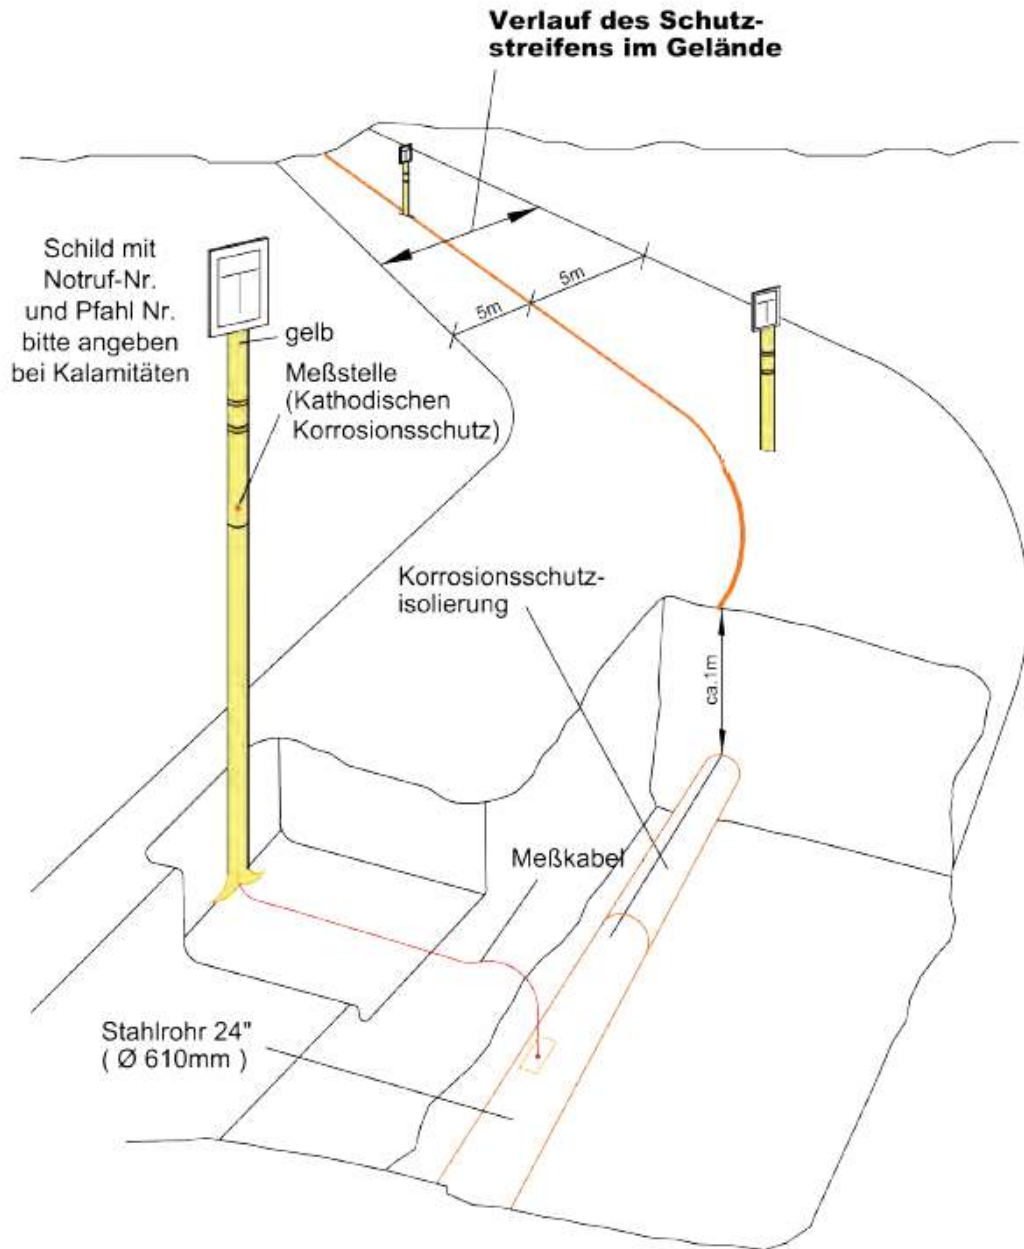 Verlauf des Schutz-
streifens im Gelände
Schild mit
Notruf-Nr.
und Pfahl Nr.
bitte angeben
bei Kalamitäten
gelb
Meßstelle
(Kathodischen
Korrosionsschutz)
5m
5m
Korrosionsschutz-
isolierung
ca.1m
Meßkabel
Stahlrohr 24"
( Ø 610mm )